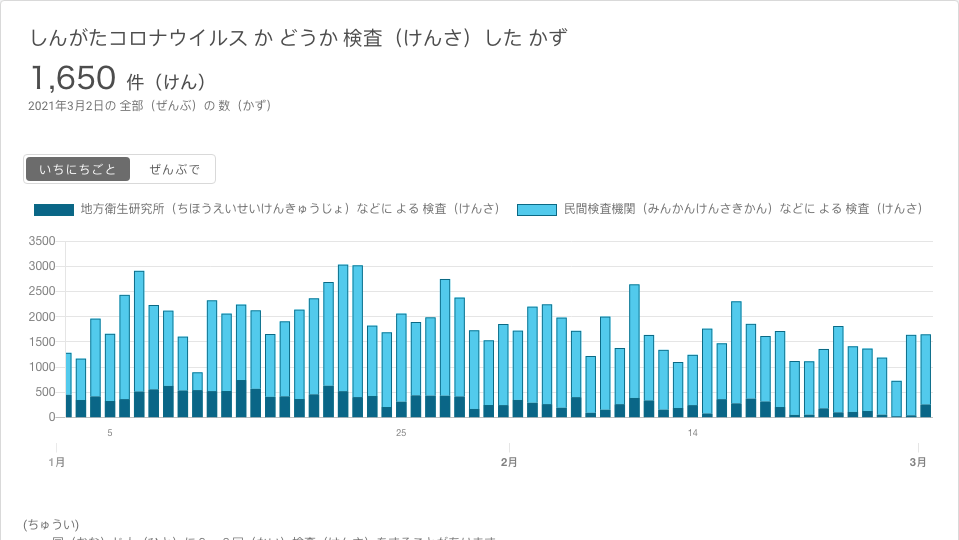 しんがたコロナウイルス か どうか 検査（けんさ）した かず
1,650 件（けん）
2021年3月2日の 全部（ぜんぶ）の 数（かず）
いちにちごと ぜんぶで
地方衛生研究所（ちほうえいせいけんきゅうじょ）などに よる 検査（けんさ） 民間検査機関（みんかんけんさきかん）などに よる 検査（けんさ）
3500
3000
2500
2000
1500
1000
500
0
5 25 14
1月 2月 3月
(ちゅうい)